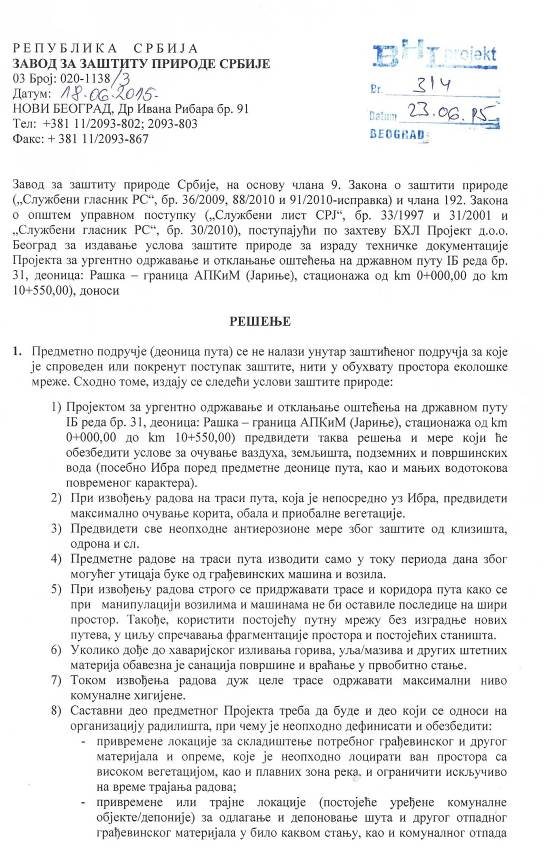 РЕПУБЛИКА СРБИЈА
ЗАВОД ЗА ЗАШТИТУ ПРИРОДЕ СРБИЈЕ
03 Број: 020-1138/3
Датум: 18.06.2015.
НОВИ БЕОГРАД, Др Ивана Рибара бр. 91
Тел: +381 11/2093-802; 2093-803
Факс: + 381 11/2093-867
BHT projekt
Br. 314
Datum 23.06.15
BEOGRAD
Завод за заштиту природе Србије, на основу члана 9. Закона о заштити природе
(„Службени гласник РС“, бр. 36/2009, 88/2010 и 91/2010-исправка) и члана 192. Закона
о општем управном поступку („Службени лист СРЈ“, бр. 33/1997 и 31/2001 и
„Службени гласник РС“, бр. 30/2010), поступајући по захтеву БХЛ Пројект д.о.о.
Београд за издавање услова заштите природе за израду техничке документације
Пројекта за ургентно одржавање и отклањање оштећења на државном путу IБ реда бр.
31, деоница: Рашка – граница АПКиМ (Јариње), стационажа од km 0+000,00 до km
10+550,00), доноси
РЕШЕЊЕ
1. Предметно подручје (деоница пута) се не налази унутар заштићеног подручја за које
је спроведен или покренут поступак заштите, нити у обухвату простора еколошке
мреже. Сходно томе, издају се следећи услови заштите природе:
1) Пројектом за ургентно одржавање и отклањање оштећења на државном путу
IБ реда бр. 31, деоница: Рашка – граница АПКиМ (Јариње), стационажа од km
0+000,00 до km 10+550,00) предвидети таква решења и мере који ће
обезбедити услове за очување ваздуха, земљишта, подземних и површинских
вода (посебно Ибра поред предметне деонице пута, као и мањих водотокова
повременог карактера).
2) При извођењу радова на траси пута, која је непосредно уз Ибра, предвидети
максимално очување корита, обала и приобалне вегетације.
3) Предвидети све неопходне антиерозионе мере због заштите од клизишта,
одрона и сл.
4) Предметне радове на траси пута изводити само у току периода дана због
могућег утицаја буке од грађевинских машина и возила.
5) При извођењу радова строго се придржавати трасе и коридора пута како се
при манипулацији возилима и машинама не би оставиле последице на шири
простор. Такође, користити постојећу путну мрежу без изградње нових
путева, у циљу спречавања фрагментације простора и постојећих станишта.
6) Уколико дође до хаваријског изливања горива, уља/мазива и других штетних
материја обавезна је санација површине и враћање у првобитно стање.
7) Током извођења радова дуж целе трасе одржавати максимални ниво
комуналне хигијене.
8) Саставни део предметног Пројекта треба да буде и део који се односи на
организацију радилишта, при чему је неопходно дефинисати и обезбедити:
- привремене локације за складиштење потребног грађевинског и другог
материјала и опреме, које је неопходно лоцирати ван простора са
високом вегетацијом, као и плавних зона река, и ограничити искључиво
на време трајања радова;
- привремене или трајне локације (постојеће уређене комуналне
објекте/депоније) за одлагање и депоновање шута и другог отпадног
грађевинског материјала у било каквом стању, као и комуналног отпада